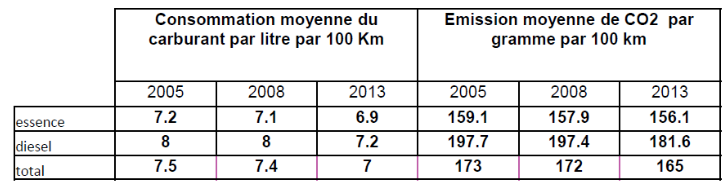 Consommation moyenne du carburant par litre par 100 Km Emission moyenne de CO2 par gramme par 100 km
2005 2008 2013 2005 2008 2013
essence 7.2 7.1 6.9 159.1 157.9 156.1
diesel 8 8 7.2 197.7 197.4 181.6
total 7.5 7.4 7 173 172 165